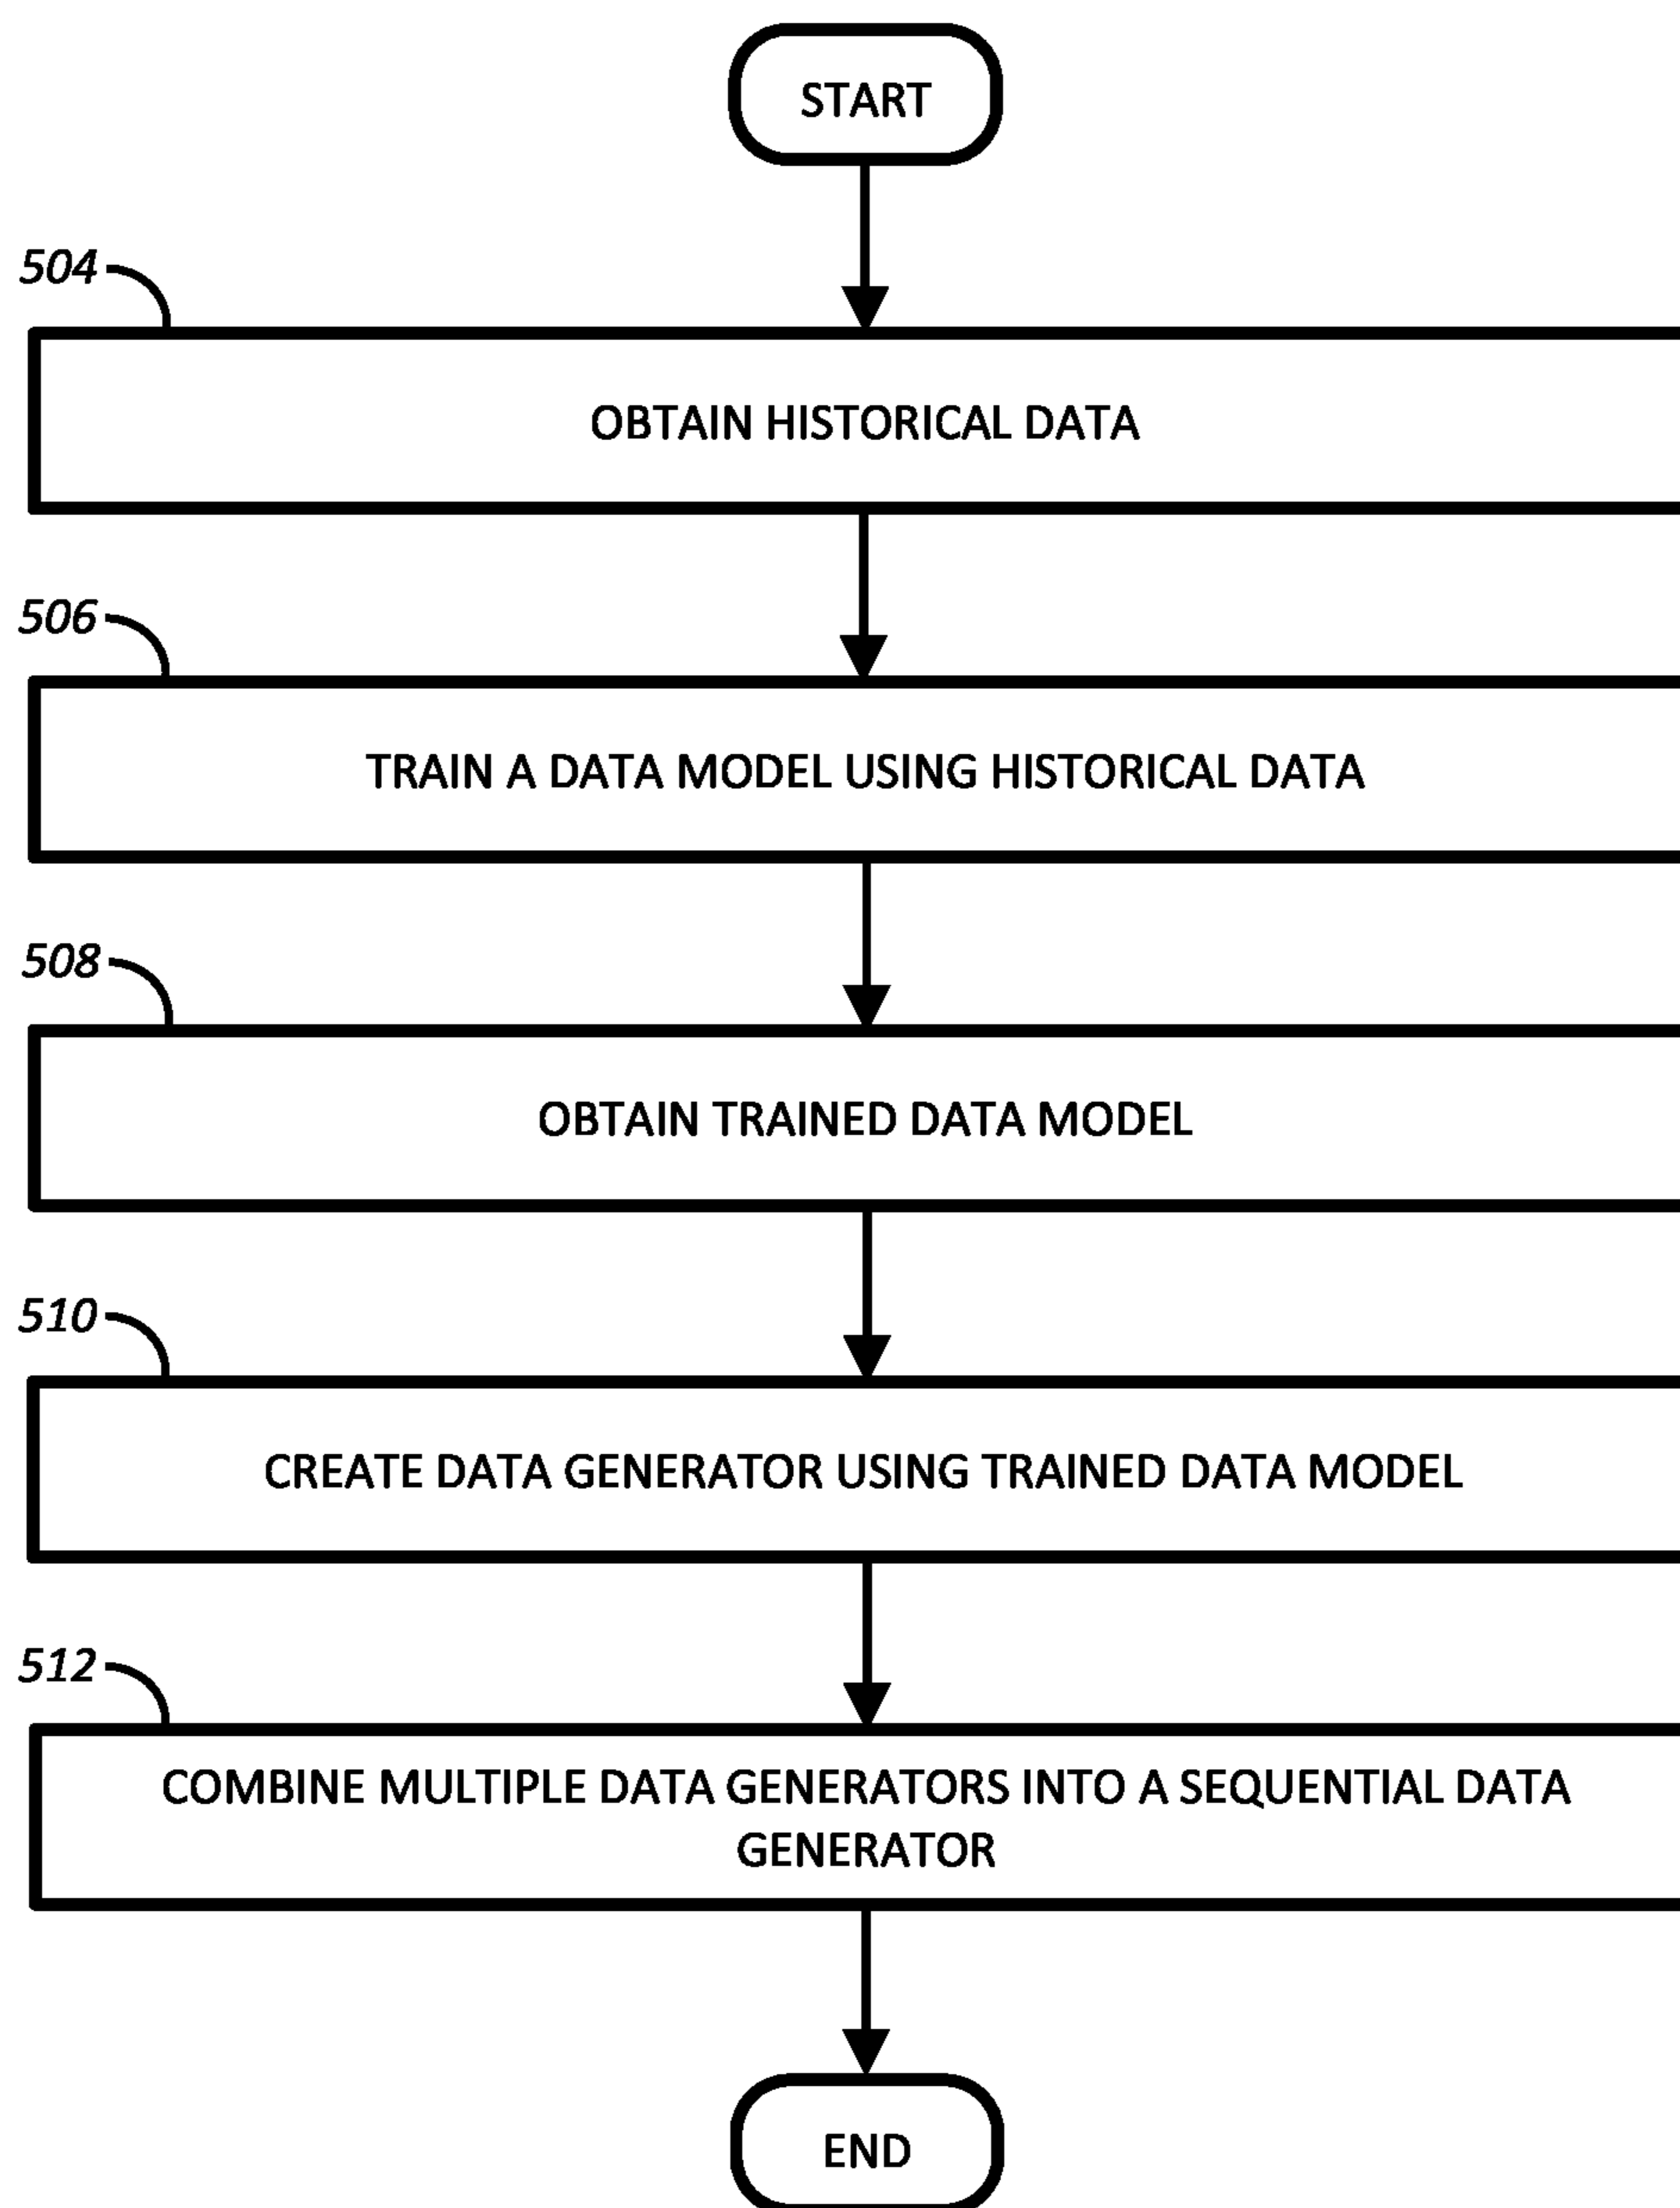 START
504
OBTAIN HISTORICAL DATA
506
TRAIN A DATA MODEL USING HISTORICAL DATA
508
OBTAIN TRAINED DATA MODEL
510
CREATE DATA GENERATOR USING TRAINED DATA MODEL
512
COMBINE MULTIPLE DATA GENERATORS INTO A SEQUENTIAL DATA
GENERATOR
END